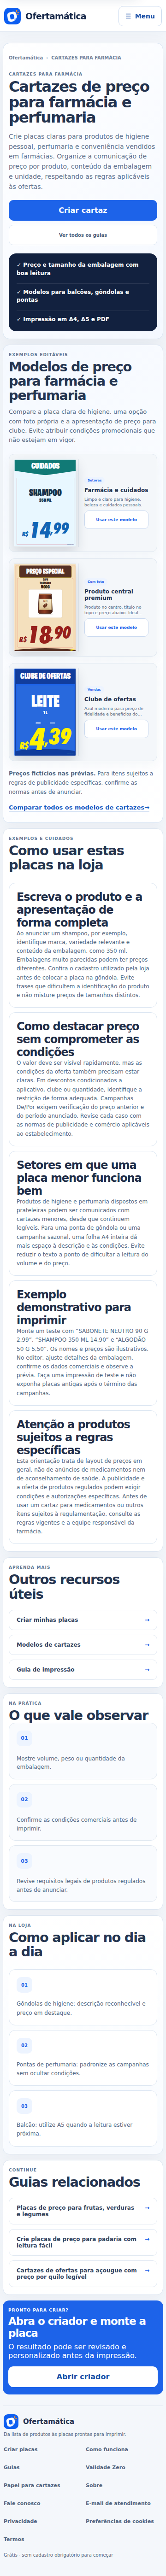 Ofertamática
☰ Menu
Ofertamática › CARTAZES PARA FARMÁCIA
CARTAZES PARA FARMÁCIA
Cartazes de preço
para farmácia e
perfumaria
Crie placas claras para produtos de higiene
pessoal, perfumaria e conveniência vendidos
em farmácias. Organize a comunicação de
preço por produto, conteúdo da embalagem
e unidade, respeitando as regras aplicáveis
às ofertas.
Criar cartaz
Ver todos os guias
✓ Preço e tamanho da embalagem com
boa leitura
✓ Modelos para balcões, gôndolas e
pontas
✓ Impressão em A4, A5 e PDF
EXEMPLOS EDITÁVEIS
Modelos de preço
para farmácia e
perfumaria
Compare a placa clara de higiene, uma opção
com foto própria e a apresentação de preço para
clube. Evite atribuir condições promocionais que
não estejam em vigor.
CUIDADOS
SHAMPOO
350 ML
R$ 14,99
Setores
Farmácia e cuidados
Limpa e clara para higiene,
beleza e cuidados pessoais.
Usar este modelo
PREÇO ESPECIAL
R$ 18,90
Com foto
Produto central
premium
Produto no centro, título no
topo e preço abaixo. Ideal...
Usar este modelo
CLUBE DE OFERTAS
LEITE
1L
R$ 4,39
Vendas
Clube de ofertas
Azul moderno para preço de
fidelidade e benefícios do...
Usar este modelo
Preços fictícios nas prévias. Para itens sujeitos a
regras de publicidade específicas, confirme as
normas antes de anunciar.
Comparar todos os modelos de cartazes→
EXEMPLOS E CUIDADOS
Como usar estas
placas na loja
Escreva o produto e a
apresentação de
forma completa
Ao anunciar um shampoo, por exemplo,
identifique marca, variedade relevante e
conteúdo da embalagem, como 350 ml.
Embalagens muito parecidas podem ter preços
diferentes. Confira o cadastro utilizado pela loja
antes de colocar a placa na gôndola. Evite
frases que dificultem a identificação do produto
e não misture preços de tamanhos distintos.
Como destacar preço
sem comprometer as
condições
O valor deve ser visível rapidamente, mas as
condições da oferta também precisam estar
claras. Em descontos condicionados a
aplicativo, clube ou quantidade, identifique a
restrição de forma adequada. Campanhas
De/Por exigem verificação do preço anterior e
do período anunciado. Revise cada caso com
as normas de publicidade e comércio aplicáveis
ao estabelecimento.
Setores em que uma
placa menor funciona
bem
Produtos de higiene e perfumaria dispostos em
prateleiras podem ser comunicados com
cartazes menores, desde que continuem
legíveis. Para uma ponta de gôndola ou uma
campanha sazonal, uma folha A4 inteira dá
mais espaço à descrição e às condições. Evite
reduzir o texto a ponto de dificultar a leitura do
volume e do preço.
Exemplo
demonstrativo para
imprimir
Monte um teste com “SABONETE NEUTRO 90 G
2,99”, “SHAMPOO 350 ML 14,90” e “ALGODÃO
50 G 5,50”. Os nomes e preços são ilustrativos.
No editor, ajuste detalhes da embalagem,
confirme os dados comerciais e observe a
prévia. Faça uma impressão de teste e não
mantenha placas expostas após o término das
campanhas.
Atenção a produtos
sujeitos a regras
específicas
Esta orientação trata de layout de preços em
geral, não de anúncios de medicamentos nem
de aconselhamento de saúde. A publicidade e
a oferta de produtos regulados podem exigir
condições e autorizações específicas. Antes de
usar um cartaz para medicamentos ou outros
itens sujeitos à regulamentação, consulte as
regras vigentes e a equipe responsável da
farmácia.
APRENDA MAIS
Outros recursos
úteis
Criar minhas placas →
Modelos de cartazes →
Guia de impressão →
NA PRÁTICA
O que vale observar
01
Mostre volume, peso ou quantidade da
embalagem.
02
Confirme as condições comerciais antes de
imprimir.
03
Revise requisitos legais de produtos regulados
antes de anunciar.
NA LOJA
Como aplicar no dia
a dia
01
Gôndolas de higiene: descrição reconhecível e
preço em destaque.
02
Pontas de perfumaria: padronize as campanhas
sem ocultar condições.
03
Balcão: utilize A5 quando a leitura estiver
próxima.
CONTINUE
Guias relacionados
Placas de preço para frutas, verduras
e legumes →
Crie placas de preço para padaria com
leitura fácil →
Cartazes de ofertas para açougue com
preço por quilo legível →
PRONTO PARA CRIAR?
Abra o criador e monte a
placa
O resultado pode ser revisado e
personalizado antes da impressão.
Abrir criador
Ofertamática
Da lista de produtos às placas prontas para imprimir.
Criar placas
Como funciona
Guias
Validade Zero
Papel para cartazes
Sobre
Fale conosco
E-mail de atendimento
Privacidade
Preferências de cookies
Termos
Grátis · sem cadastro obrigatório para começar